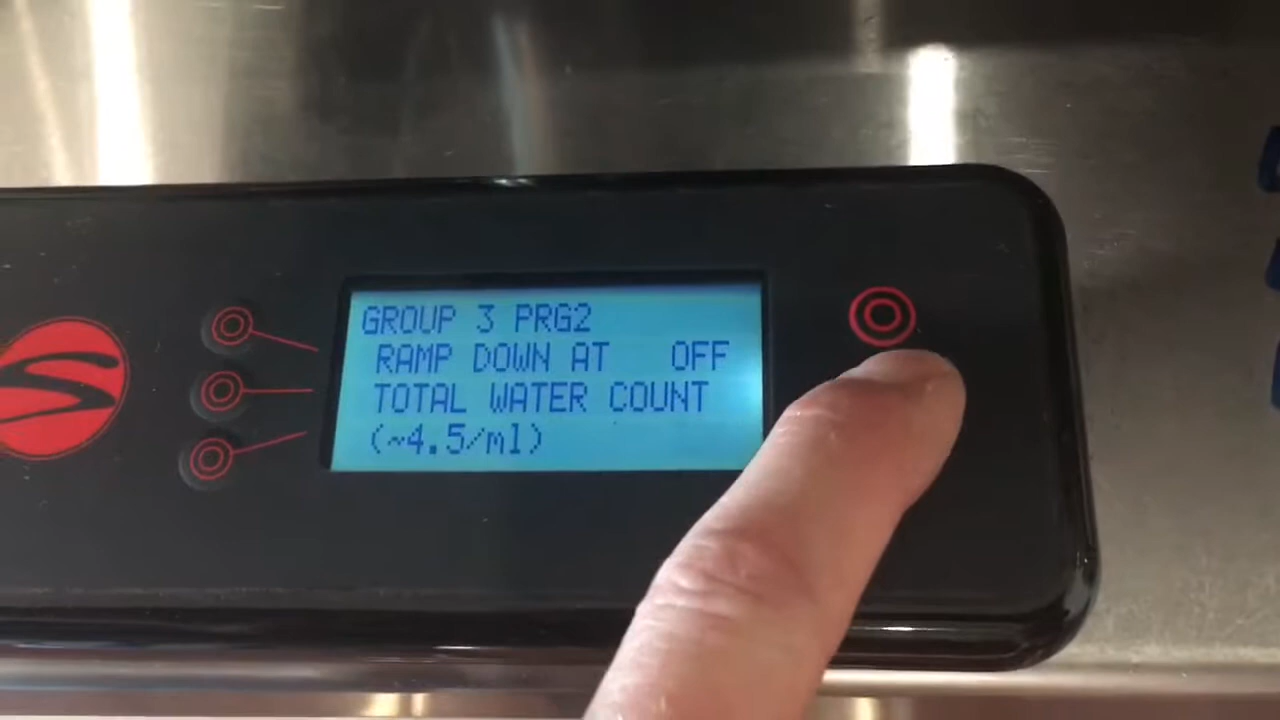 GROUP 3 PRG2
RAMP DOWN AT OFF
TOTAL WATER COUNT
(~4.5/ml)